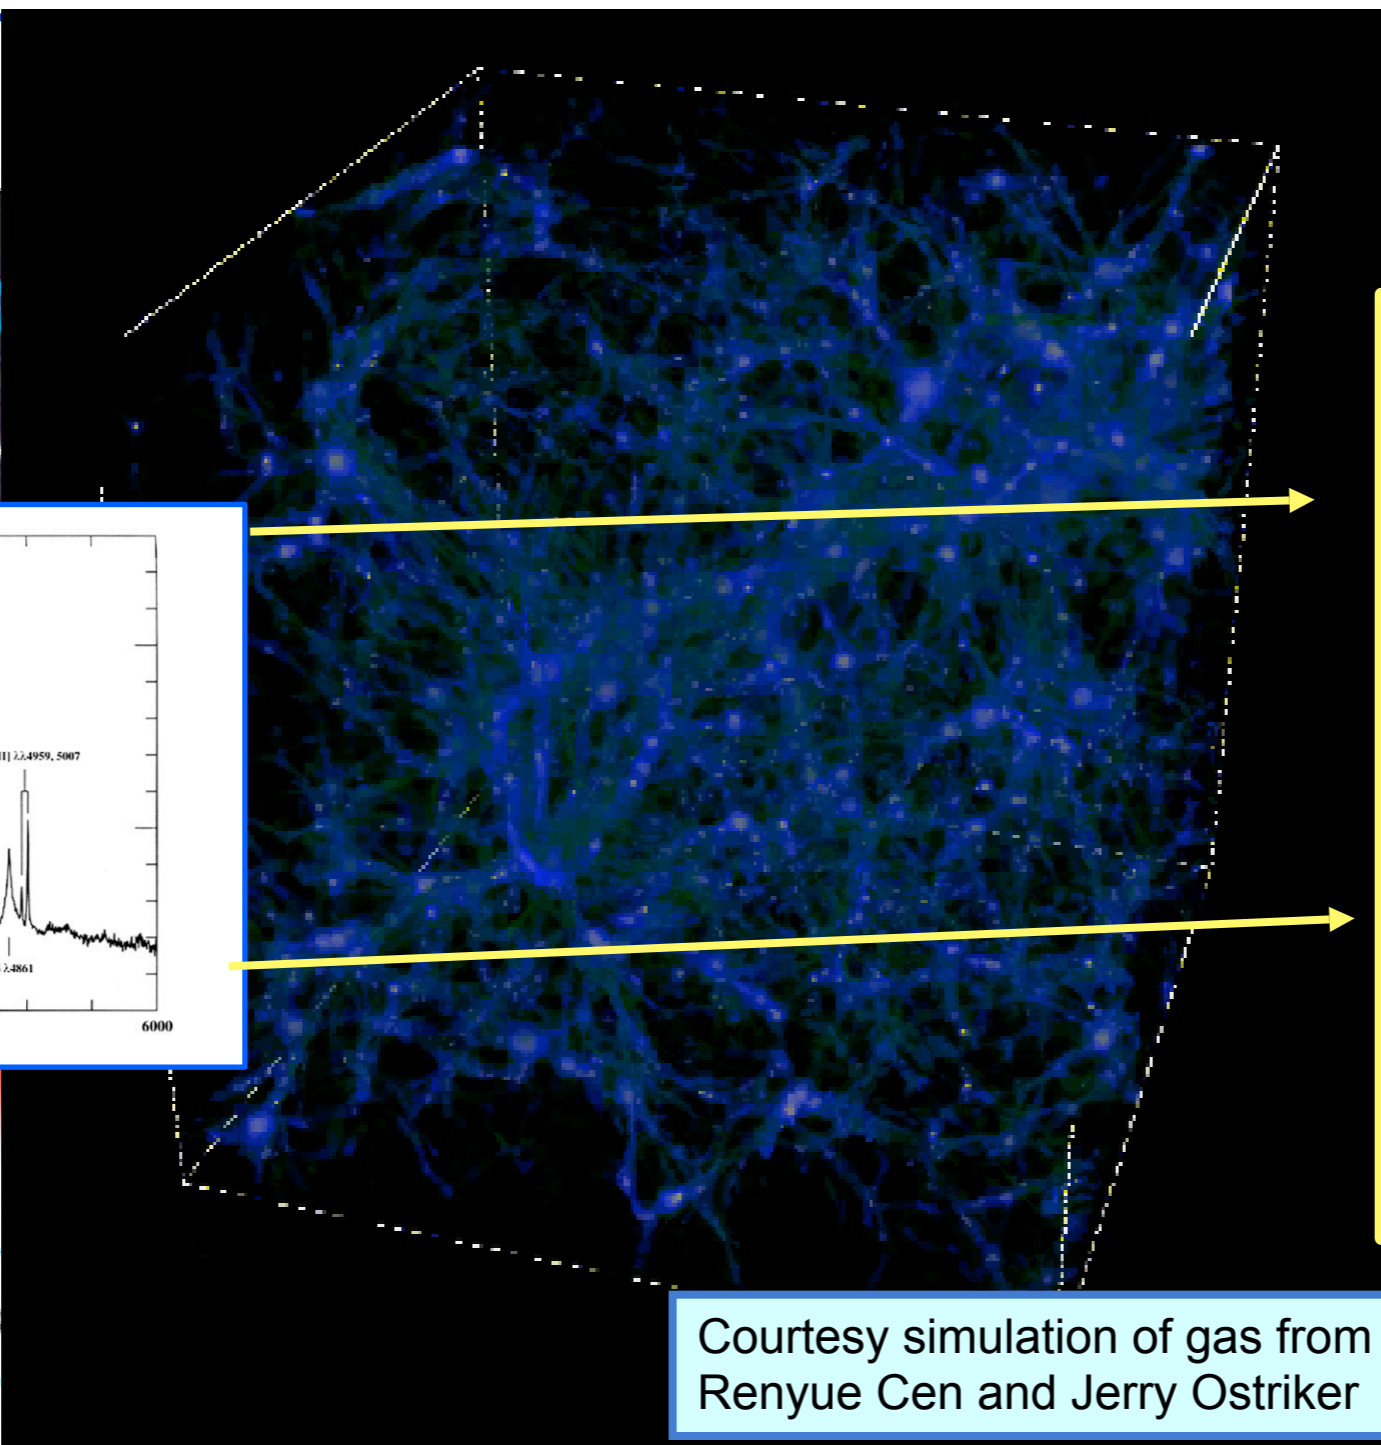 λλ4959, 5007
λ4861
6000
Courtesy simulation of gas from
Renyue Cen and Jerry Ostriker